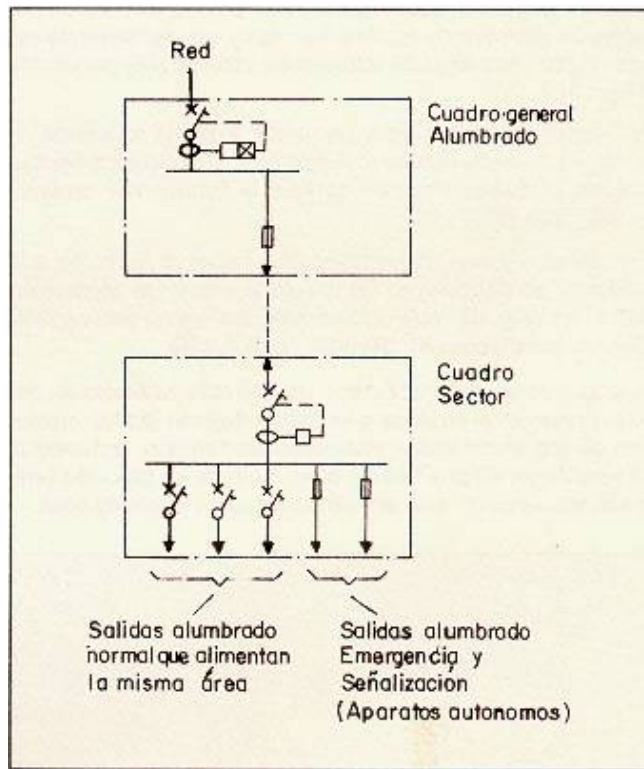 Red
Cuadro-general
Alumbrado
Cuadro
Sector
Salidas alumbrado
normal que alimentan
la misma área
Salidas alumbrado
Emergencia y
Señalización
(Aparatos autonomos)